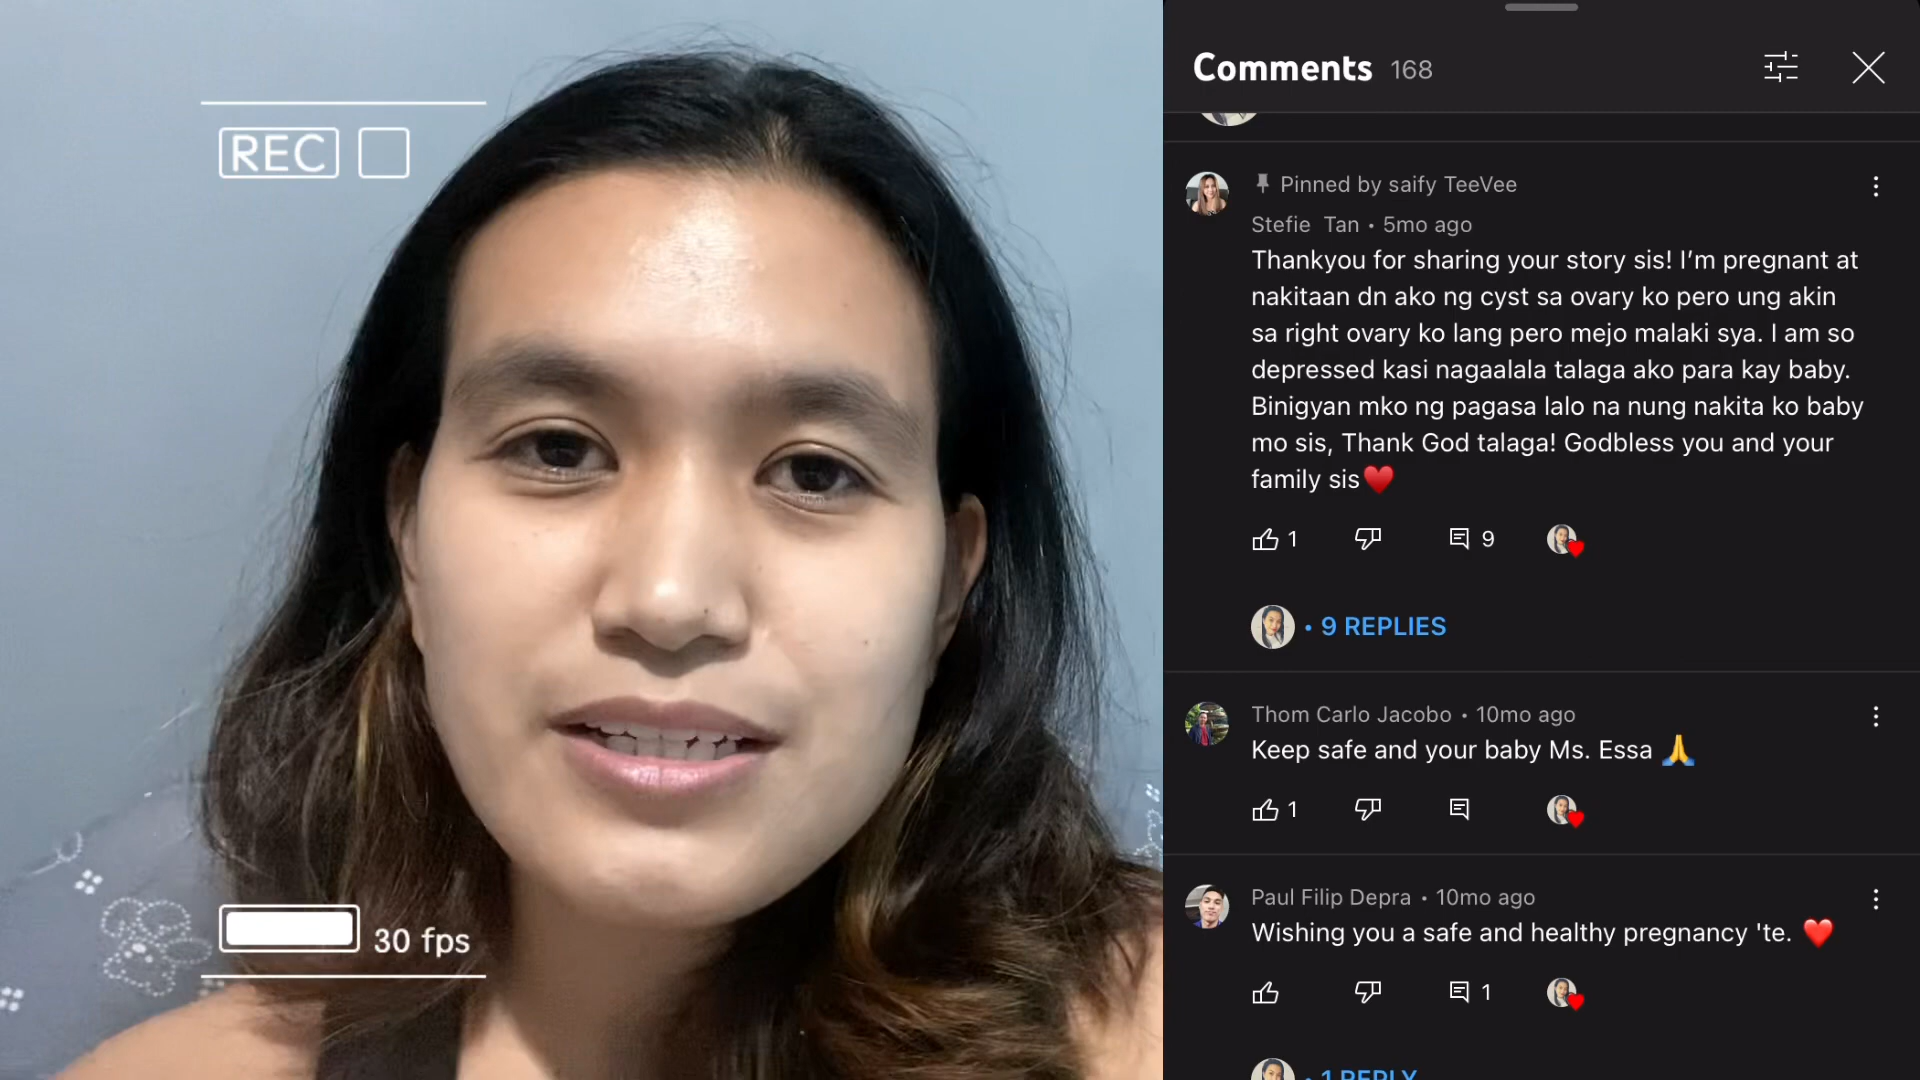 REC
30 fps
Comments 168
Pinned by saify TeeVee
Stefie Tan • 5mo ago
Thankyou for sharing your story sis! I’m pregnant at
nakitaan dn ako ng cyst sa ovary ko pero ung akin
sa right ovary ko lang pero mejo malaki sya. I am so
depressed kasi nagaalala talaga ako para kay baby.
Binigyan mko ng pagasa lalo na nung nakita ko baby
mo sis, Thank God talaga! Godbless you and your
family sis♥️
1 9
• 9 REPLIES
Thom Carlo Jacobo • 10mo ago
Keep safe and your baby Ms. Essa 🙏
1
Paul Filip Depra • 10mo ago
Wishing you a safe and healthy pregnancy 'te. ❤️
1
• 1 REPLY